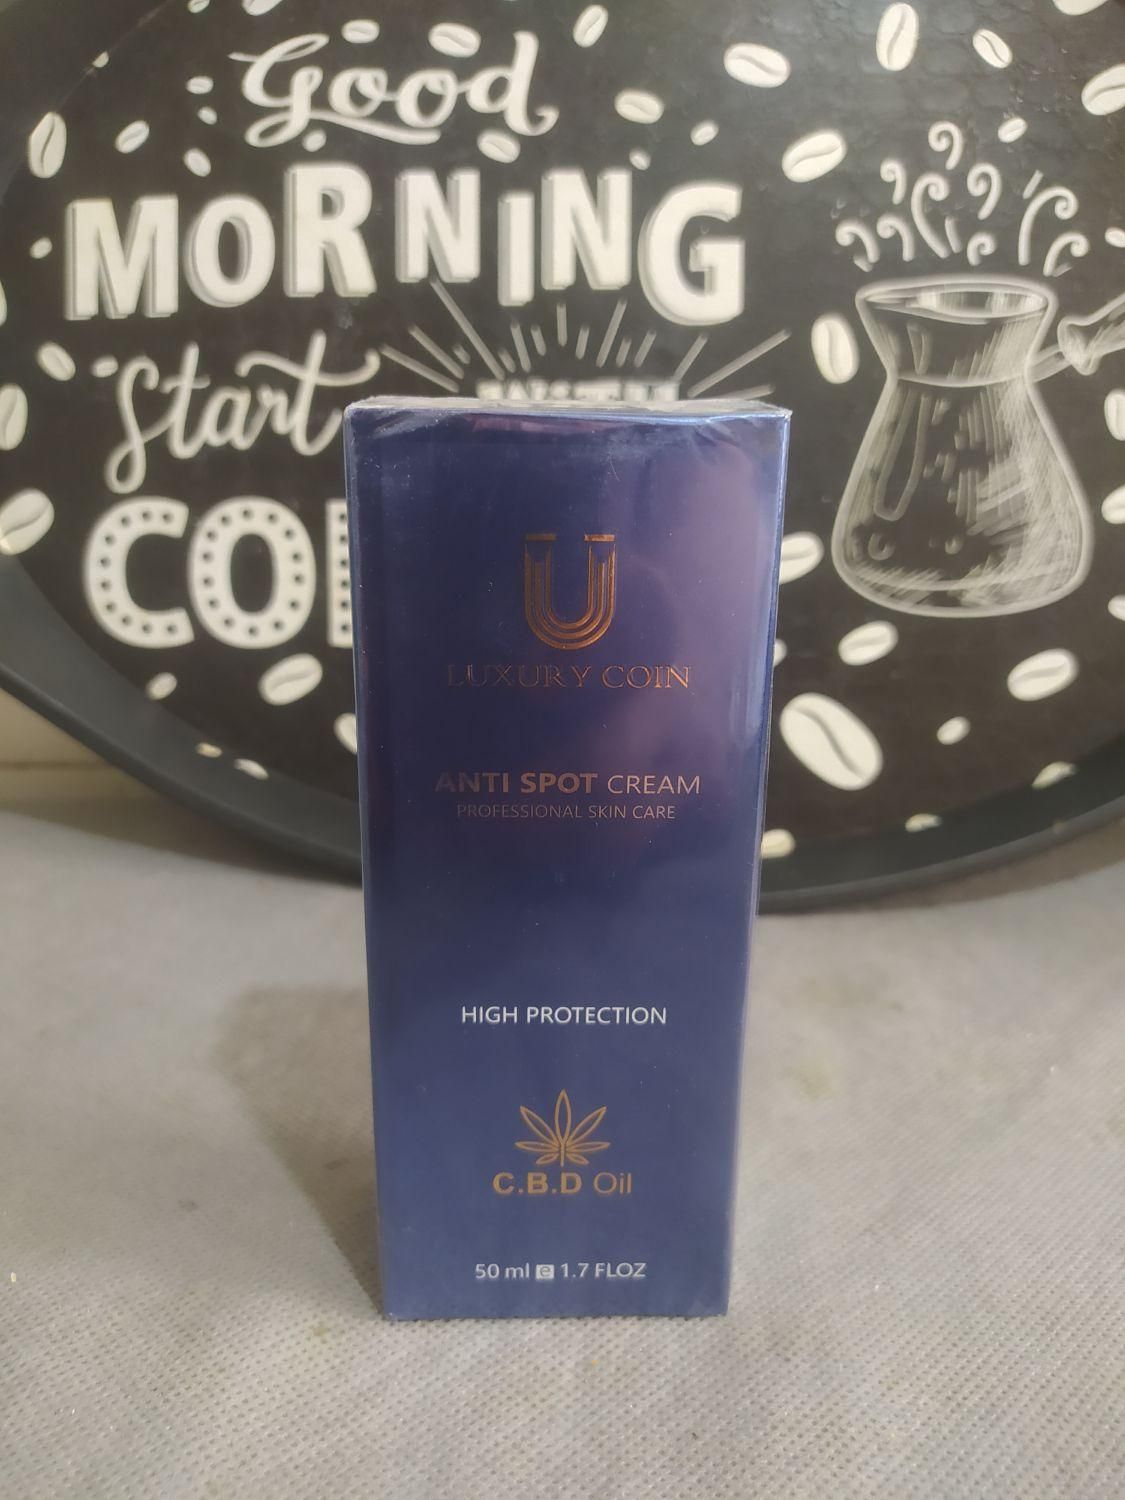 Good
MORNING
Start
WITH
LUXURY COIN
ANTI SPOT CREAM
PROFESSIONAL SKIN CARE
HIGH PROTECTION
C.B.D Oil
50 ml e 1.7 FLOZ